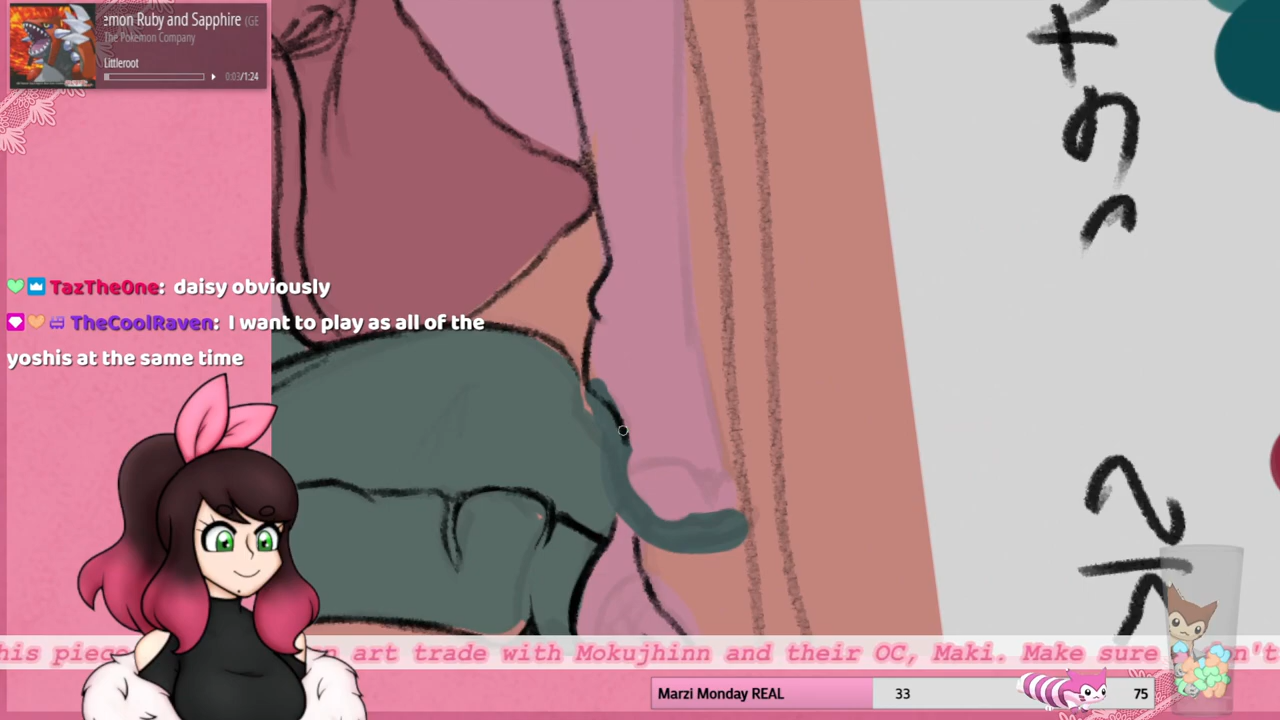 emon Ruby and Sapphire (GE
The Pokemon Company
Littleroot
0:03/1:24
TazTheOne: daisy obviously
TheCoolRaven: I want to play as all of the
yoshis at the same time
his piece
n art trade with Mokujhinn and their OC, Maki. Make sure
n't
Marzi Monday REAL 33 75